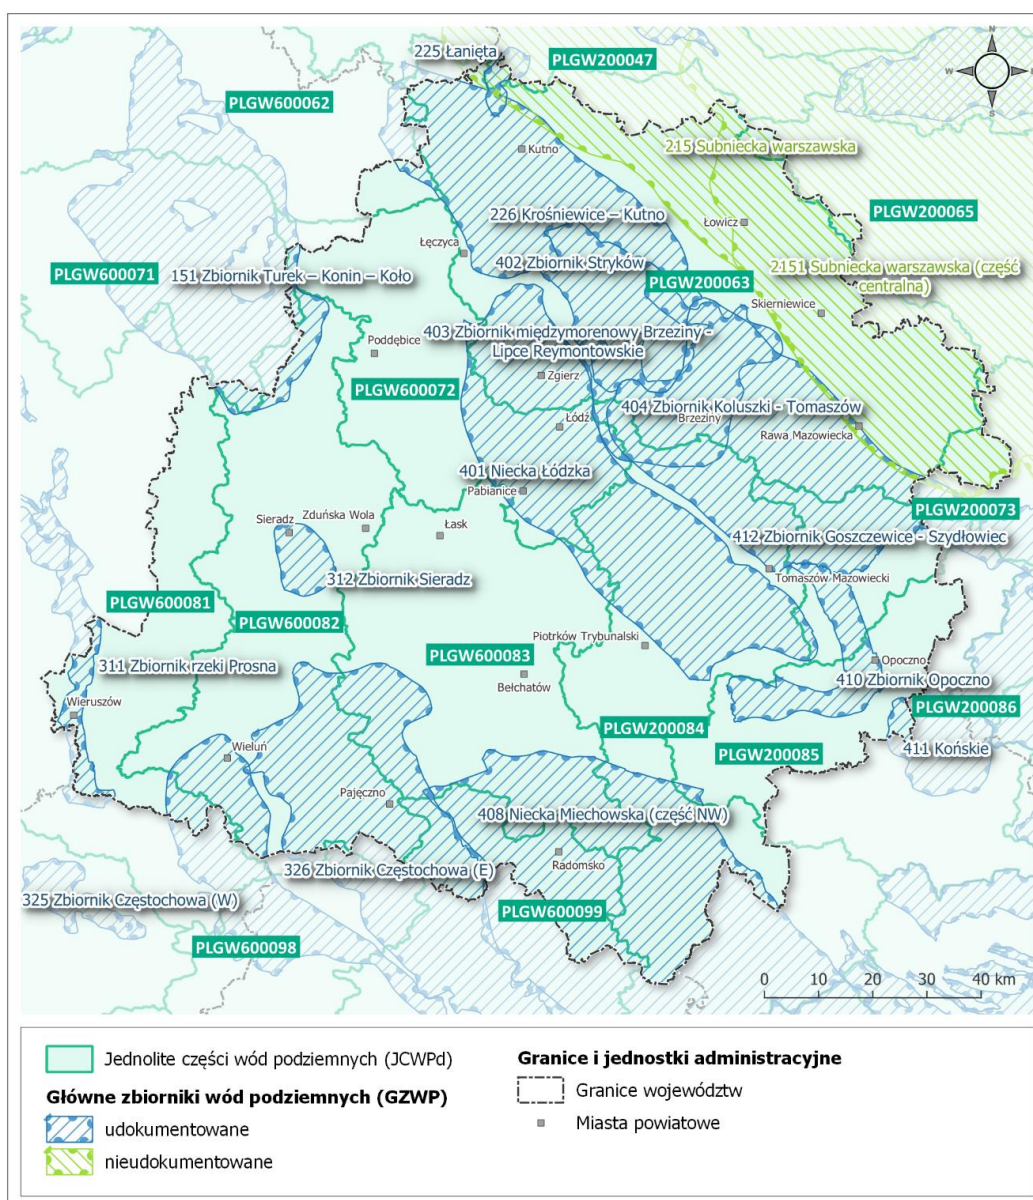 225 Łanięta
PLGW200047
N
W
S
PLGW600062
215 Subniecka warszawska
Kutno
PLGW200065
226 Krośniewice – Kutno
Łowicz
Łęczyca
402 Zbiornik Stryków
PLGW600071
151 Zbiornik Turek – Konin – Koło
PLGW200063
2151 Subniecka warszawska (część
centralna)
Skierniewice
403 Zbiornik międzymorenowy Brzeziny -
Lipce Reymontowskie
Poddębice
Zgierz
PLGW600072
404 Zbiornik Koluszki - Tomaszów
Brzeziny
Łódź
Rawa Mazowiecka
401 Niecka Łódzka
Pabianice
PLGW200073
Sieradz
Zduńska Wola
Łask
412 Zbiornik Goszczewice - Szydłowiec
Tomaszów Mazowiecki
312 Zbiornik Sieradz
PLGW600081
PLGW600082
PLGW600083
Piotrków Trybunalski
Bełchatów
311 Zbiornik rzeki Prosna
Opoczno
410 Zbiornik Opoczno
Wieruszów
PLGW200086
PLGW200084
411 Końskie
PLGW200085
Wieluń
Pajęczno
408 Niecka Miechowska (część NW)
Radomsko
326 Zbiornik Częstochowa (E)
325 Zbiornik Częstochowa (W)
PLGW600099
PLGW600098
0 10 20 30 40 km
Jednolite części wód podziemnych (JCWPd)
Główne zbiorniki wód podziemnych (GZWP)
udokumentowane
nieudokumentowane
Granice i jednostki administracyjne
Granice województw
Miasta powiatowe